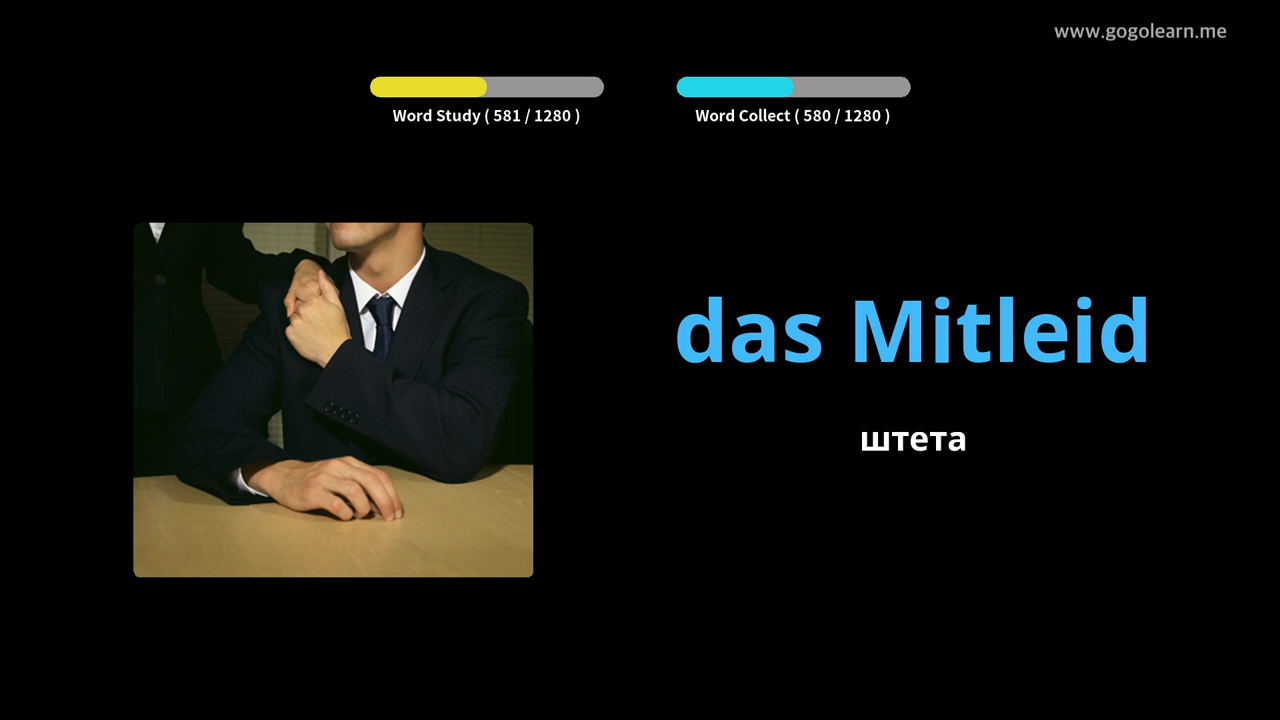 www.gogolearn.me
Word Study ( 581 / 1280 )
Word Collect ( 580 / 1280 )
das Mitleid
штета